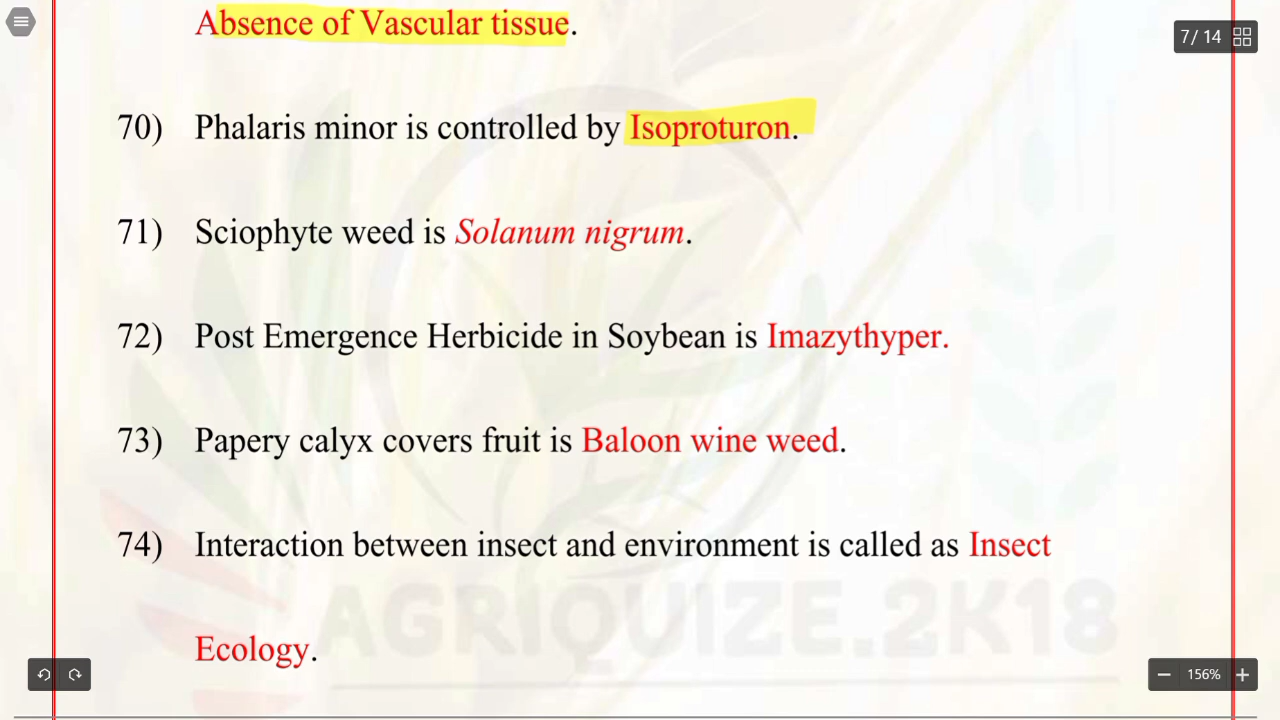 Absence of Vascular tissue.
7/ 14
70) Phalaris minor is controlled by Isoproturon.
71) Sciophyte weed is Solanum nigrum.
72) Post Emergence Herbicide in Soybean is Imazythyper.
73) Papery calyx covers fruit is Baloon wine weed.
74) Interaction between insect and environment is called as Insect
Ecology.
AGRIQUIZE.2K18
156%